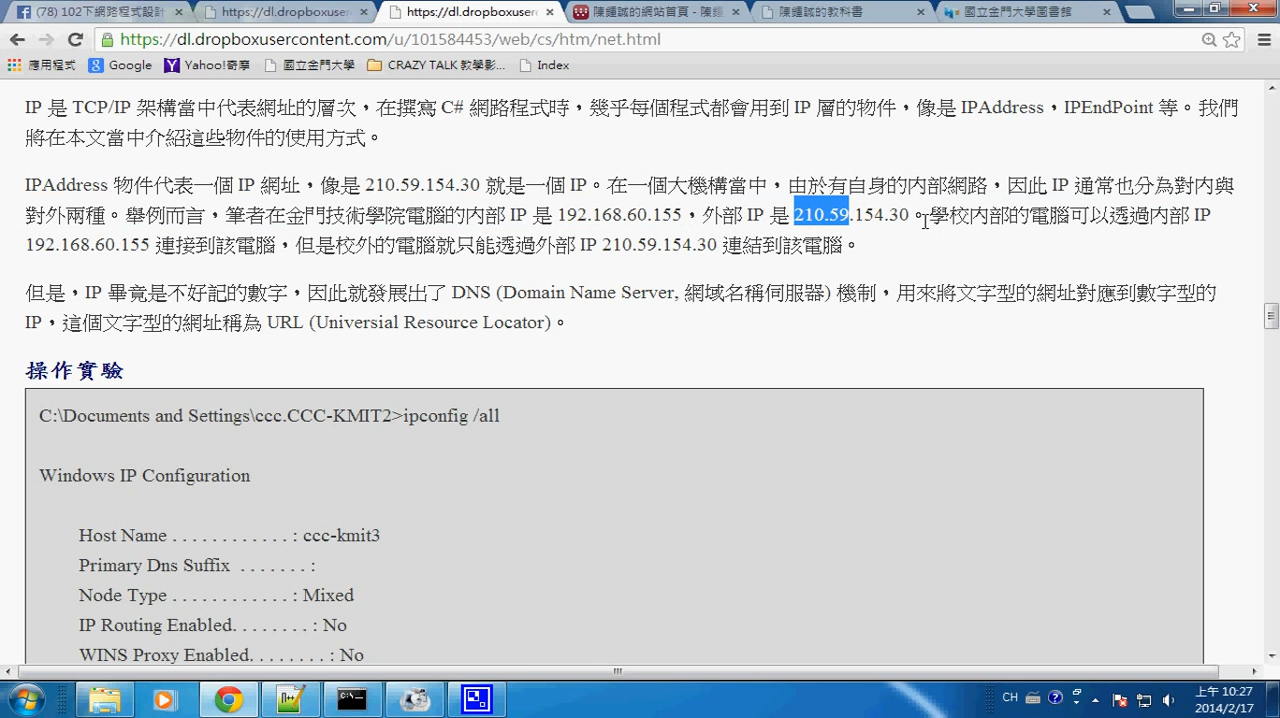 (78) 102下網路程式設計
https://dl.dropboxuser
https://dl.dropboxuserc
陳鍾誠的網站首頁 - 陳鍾
陳鍾誠的教科書
國立金門大學圖書館
https://dl.dropboxusercontent.com/u/101584453/web/cs/htm/net.html
應用程式 Google Yahoo!奇摩 國立金門大學 CRAZY TALK 教學影... Index
IP 是 TCP/IP 架構當中代表網址的層次，在撰寫 C# 網路程式時，幾乎每個程式都會用到 IP 層的物件，像是 IPAddress，IPEndPoint 等。我們
將在本文當中介紹這些物件的使用方式。
IPAddress 物件代表一個 IP 網址，像是 210.59.154.30 就是一個 IP。在一個大機構當中，由於有自身的內部網路，因此 IP 通常也分為對內與
對外兩種。舉例而言，筆者在金門技術學院電腦的內部 IP 是 192.168.60.155，外部 IP 是 210.59.154.30。學校內部的電腦可以透過內部 IP
192.168.60.155 連接到該電腦，但是校外的電腦就只能透過外部 IP 210.59.154.30 連結到該電腦。
但是，IP 畢竟是不好記的數字，因此就發展出了 DNS (Domain Name Server, 網域名稱伺服器) 機制，用來將文字型的網址對應到數字型的
IP，這個文字型的網址稱為 URL (Universial Resource Locator)。
操作實驗
C:\Documents and Settings\ccc.CCC-KMIT2>ipconfig /all
Windows IP Configuration
Host Name . . . . . . . . . . . . : ccc-kmit3
Primary Dns Suffix . . . . . . . :
Node Type . . . . . . . . . . . . : Mixed
IP Routing Enabled. . . . . . . . : No
WINS Proxy Enabled. . . . . . . . : No
CH
上午 10:27
2014/2/17